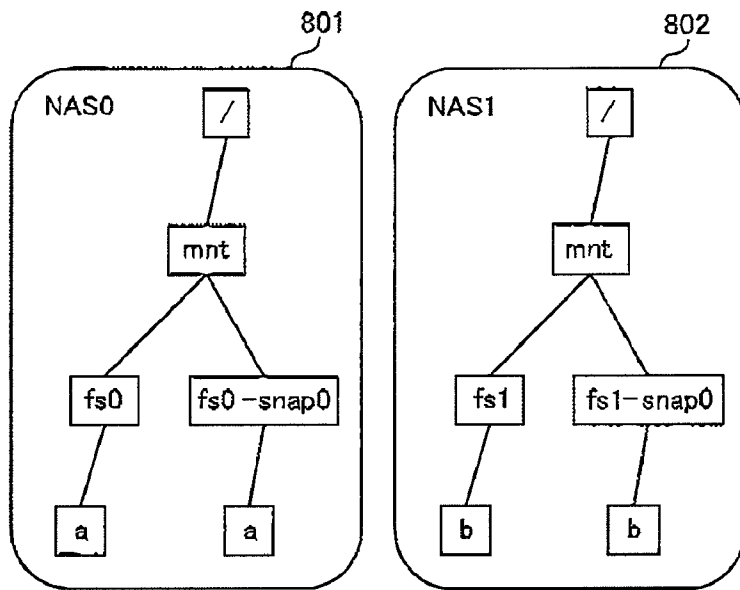 801
802
NAS0
/
NAS1
/
mnt
mnt
fs0
fs0-snap0
fs1
fs1-snap0
a
a
b
b